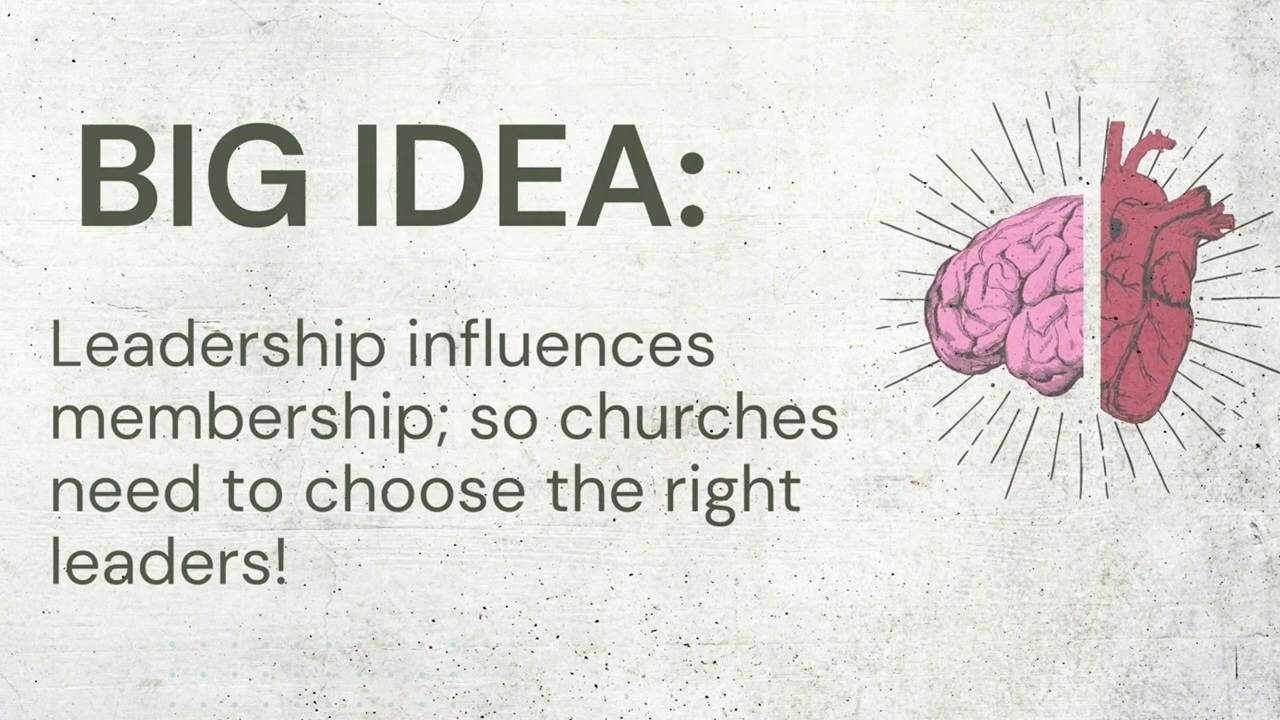 BIG IDEA:
Leadership influences
membership; so churches
need to choose the right
leaders!